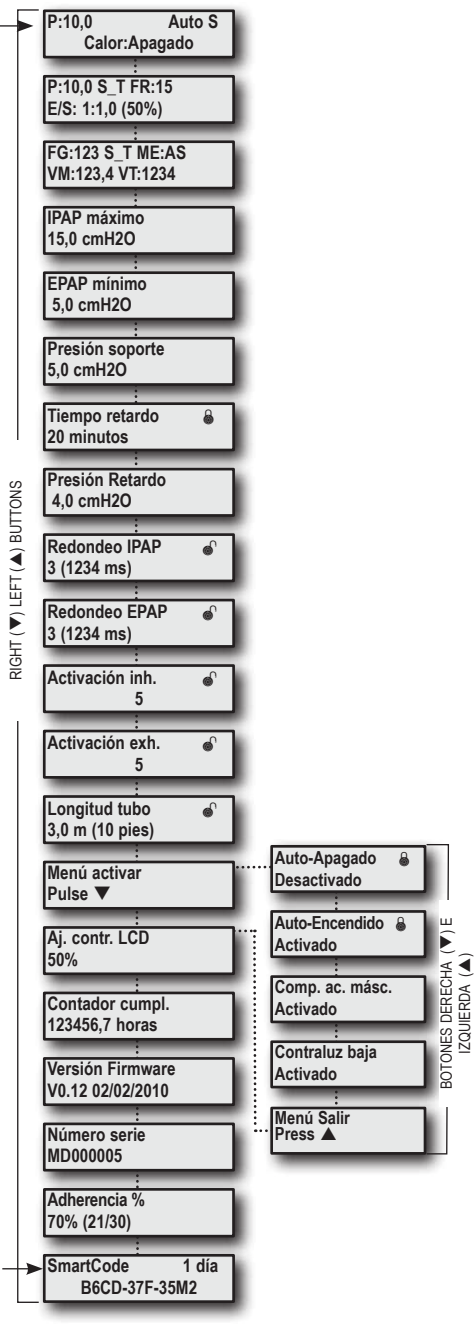 P:10,0 Auto S
Calor:Apagado
P:10,0 S_T FR:15
E/S: 1:1,0 (50%)
FG:123 S_T ME:AS
VM:123,4 VT:1234
IPAP máximo
15,0 cmH2O
EPAP mínimo
5,0 cmH2O
Presión soporte
5,0 cmH2O
Tiempo retardo
20 minutos
Presión Retardo
4,0 cmH2O
Redondeo IPAP
3 (1234 ms)
Redondeo EPAP
3 (1234 ms)
Activación inh.
5
Activación exh.
5
Longitud tubo
3,0 m (10 pies)
Menú activar
Pulse ▼
Aj. contr. LCD
50%
Contador cumpl.
123456,7 horas
Versión Firmware
V0.12 02/02/2010
Número serie
MD000005
Adherencia %
70% (21/30)
SmartCode 1 día
B6CD-37F-35M2
RIGHT (▼) LEFT (▲) BUTTONS
Auto-Apagado
Desactivado
Auto-Encendido
Activado
Comp. ac. másc.
Activado
Contraluz baja
Activado
Menú Salir
Press ▲
BOTONES DERECHA (▼) E
IZQUIERDA (▲)